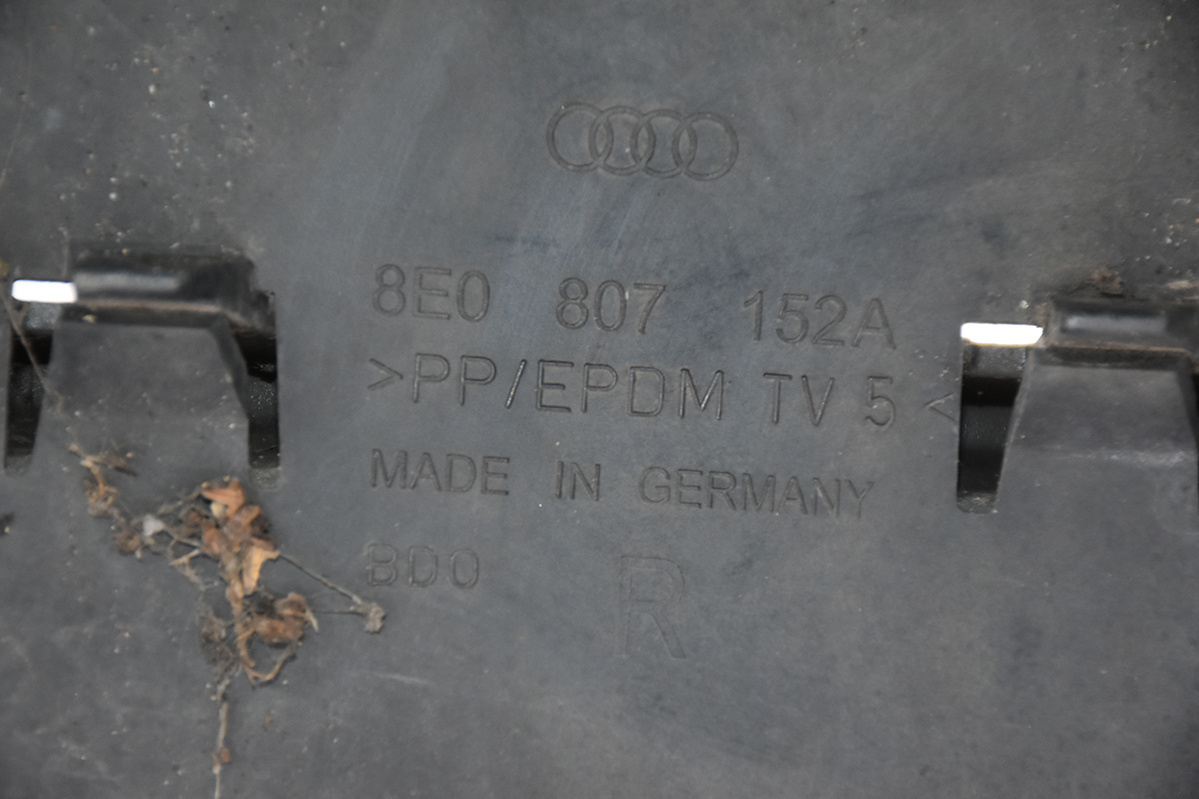 8E0 807 152A
>PP/EPDM TV 5<
MADE IN GERMANY
BD0 R